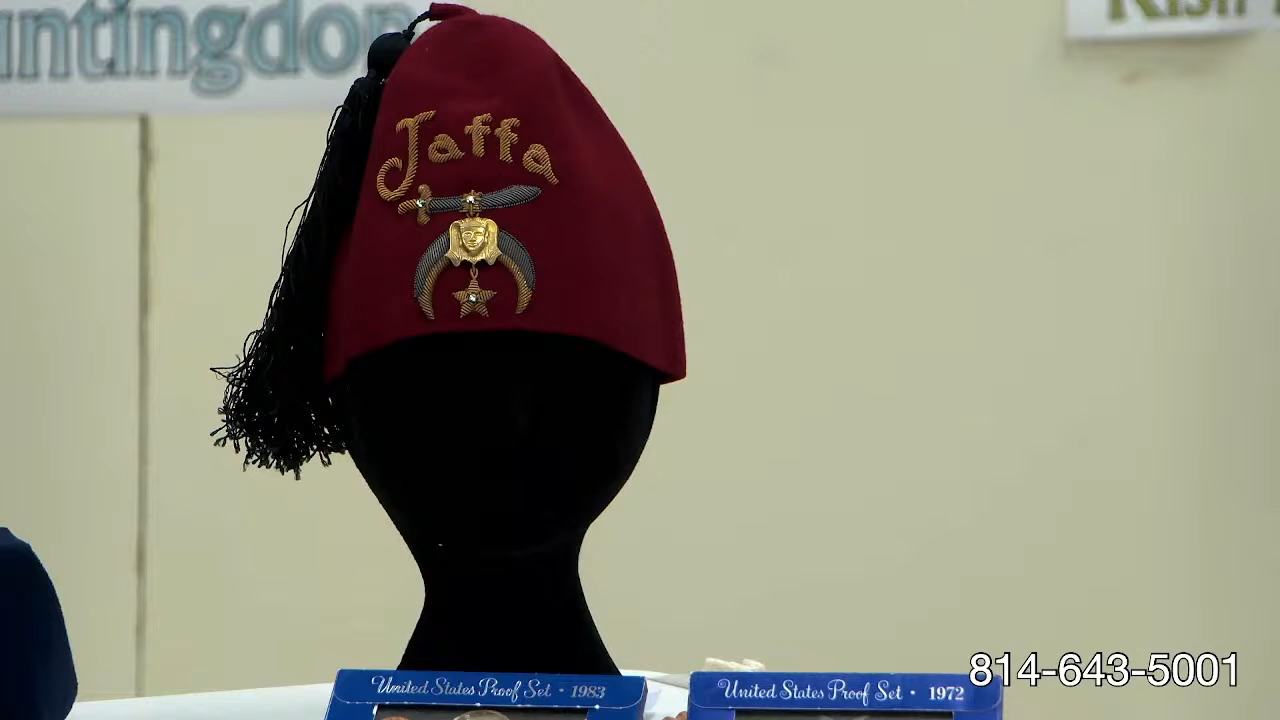 untingdon
Jaffa
814-643-5001
United States Proof Set · 1983
United States Proof Set · 1972